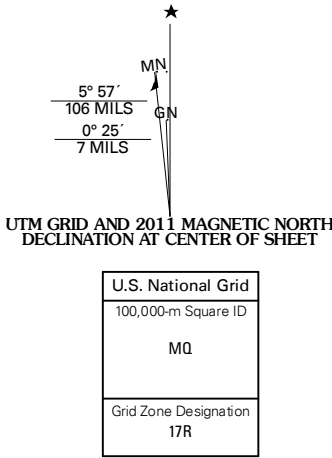 ★
MN.
5° 57´
106 MILS
GN
0° 25´
7 MILS
UTM GRID AND 2011 MAGNETIC NORTH
DECLINATION AT CENTER OF SHEET
U.S. National Grid
100,000-m Square ID
MQ
Grid Zone Designation
17R